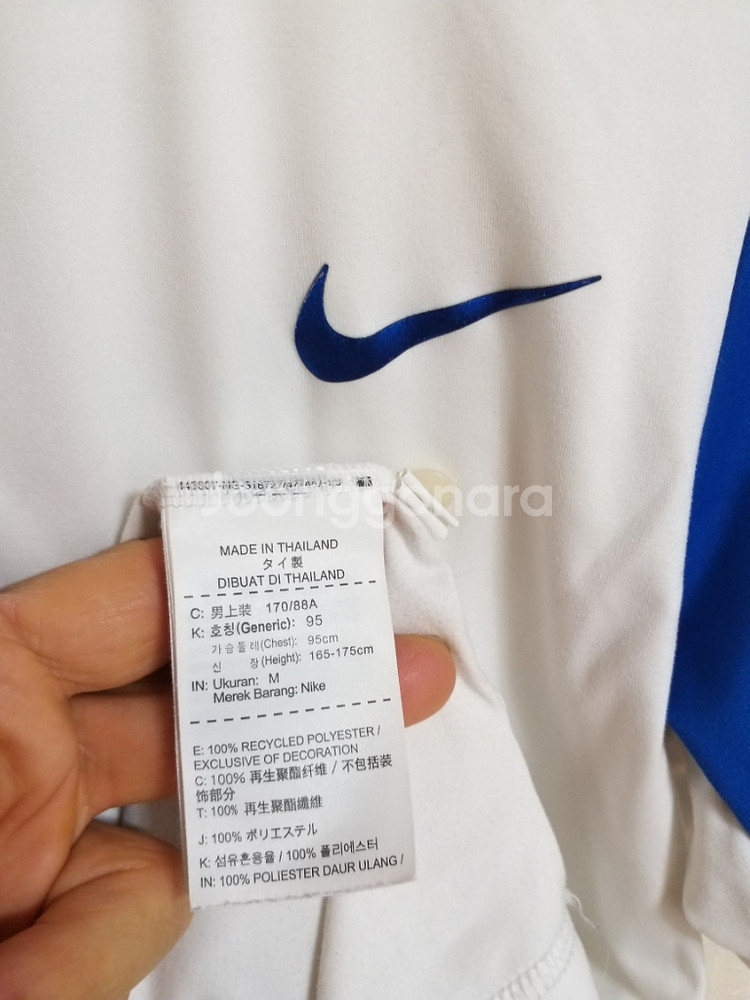 Joonggonara
MADE IN THAILAND
タイ製
DIBUAT DI THAILAND
C: 男上装 170/88A
K: 호칭(Generic): 95
가슴둘레(Chest): 95cm
신 장(Height): 165-175cm
IN: Ukuran: M
Merek Barang: Nike
E: 100% RECYCLED POLYESTER /
EXCLUSIVE OF DECORATION
C: 100% 再生聚酯纤维 / 不包括装
饰部分
T: 100% 再生聚酯纖維
J: 100% ポリエステル
K: 섬유혼용율 / 100% 폴리에스터
IN: 100% POLIESTER DAUR ULANG /